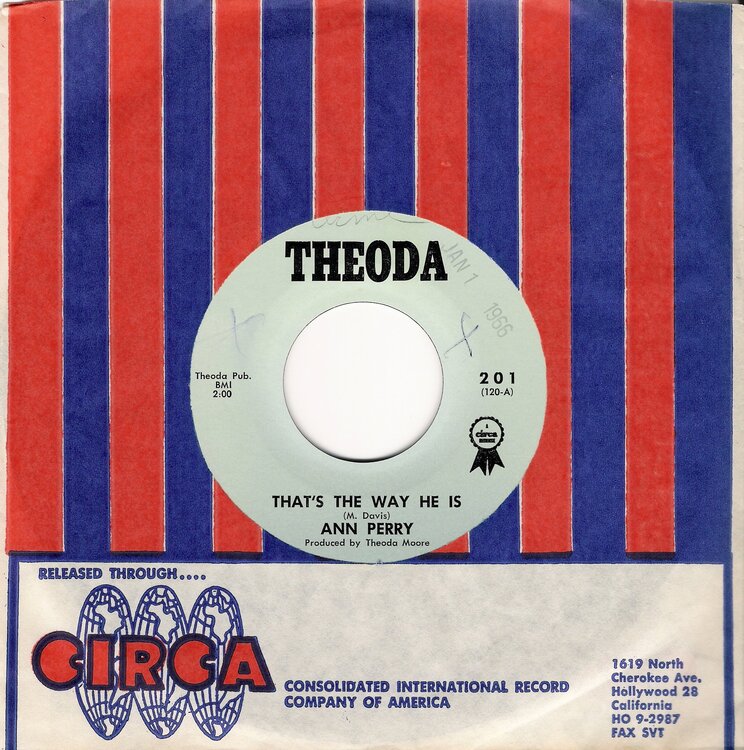 THEODA
JAN 1 1966
Theoda Pub.
BMI
2:00
201
(120-A)
A
circa
THAT'S THE WAY HE IS
(M. Davis)
ANN PERRY
Produced by Theoda Moore
RELEASED THROUGH....
CIRCA
CONSOLIDATED INTERNATIONAL RECORD
COMPANY OF AMERICA
1619 North
Cherokee Ave.
Hollywood 28
California
HO 9-2987
FAX SVT